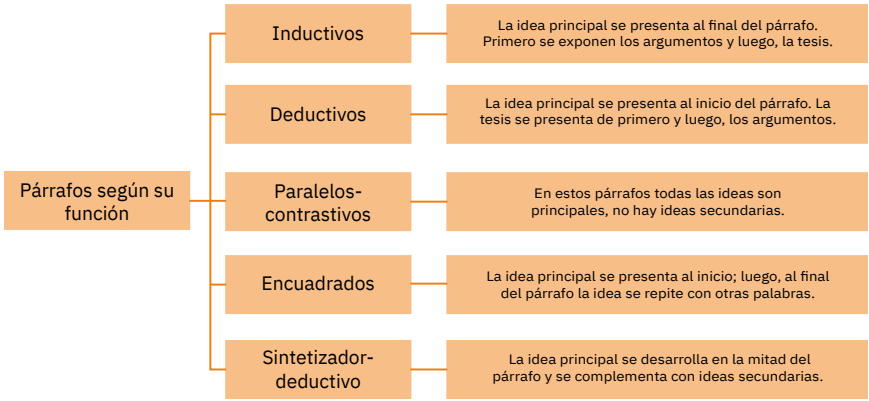 Párrafos según su
función
Inductivos
La idea principal se presenta al final del párrafo.
Primero se exponen los argumentos y luego, la tesis.
Deductivos
La idea principal se presenta al inicio del párrafo. La
tesis se presenta de primero y luego, los argumentos.
Paralelos-
contrastivos
En estos párrafos todas las ideas son
principales, no hay ideas secundarias.
Encuadrados
La idea principal se presenta al inicio; luego, al final
del párrafo la idea se repite con otras palabras.
Sintetizador-
deductivo
La idea principal se desarrolla en la mitad del
párrafo y se complementa con ideas secundarias.